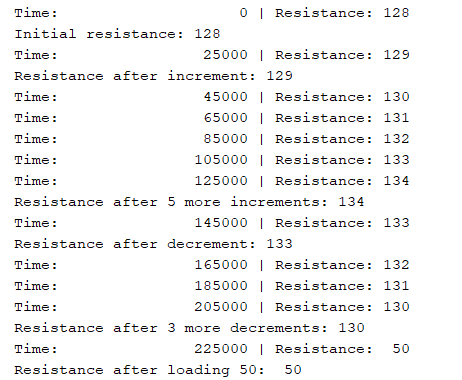 Time:                    0 | Resistance: 128
Initial resistance: 128
Time:                25000 | Resistance: 129
Resistance after increment: 129
Time:                45000 | Resistance: 130
Time:                65000 | Resistance: 131
Time:                85000 | Resistance: 132
Time:               105000 | Resistance: 133
Time:               125000 | Resistance: 134
Resistance after 5 more increments: 134
Time:               145000 | Resistance: 133
Resistance after decrement: 133
Time:               165000 | Resistance: 132
Time:               185000 | Resistance: 131
Time:               205000 | Resistance: 130
Resistance after 3 more decrements: 130
Time:               225000 | Resistance:  50
Resistance after loading 50:  50